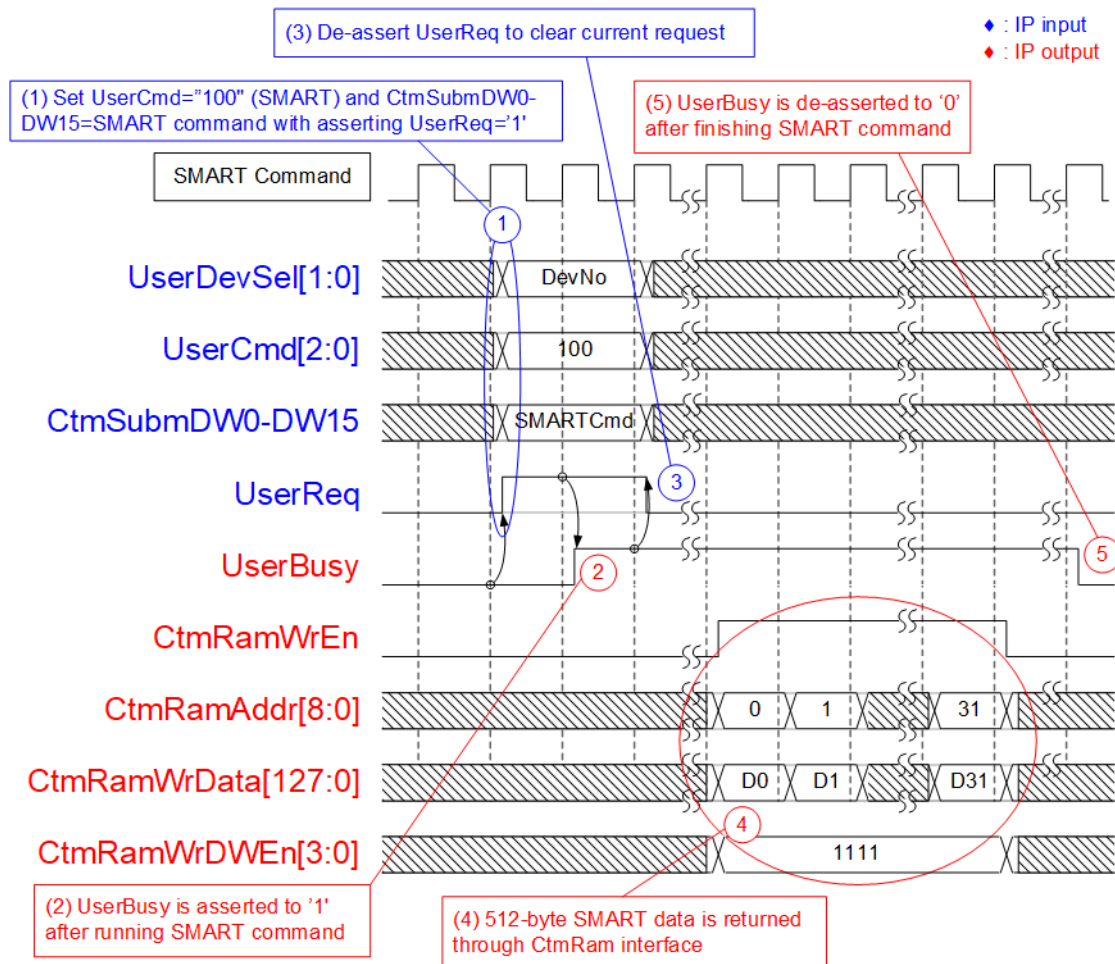 (3) De-assert UserReq to clear current request
♦ : IP input
♦ : IP output
(1) Set UserCmd=”100" (SMART) and CtmSubmDW0-
DW15=SMART command with asserting UserReq=’1'
(5) UserBusy is de-asserted to ‘0’
after finishing SMART command
SMART Command
1
UserDevSel[1:0]
DevNo
UserCmd[2:0]
100
CtmSubmDW0-DW15
SMARTCmd
UserReq
3
UserBusy
2
5
CtmRamWrEn
CtmRamAddr[8:0]
0
1
31
CtmRamWrData[127:0]
D0
D1
D31
4
CtmRamWrDWEn[3:0]
1111
(2) UserBusy is asserted to ’1'
after running SMART command
(4) 512-byte SMART data is returned
through CtmRam interface